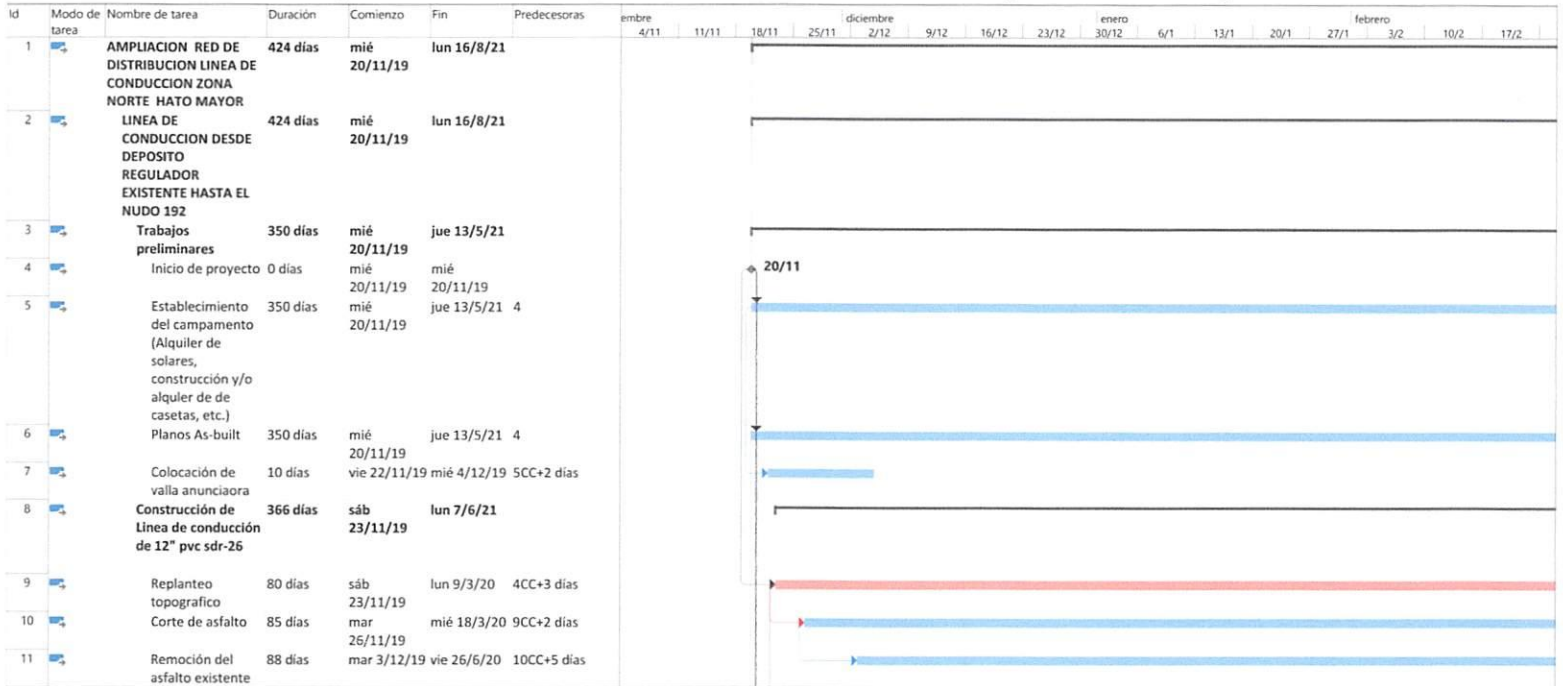 Id Modo de tarea Nombre de tarea Duración Comienzo Fin Predecesoras
embre diciembre enero febrero
4/11 11/11 18/11 25/11 2/12 9/12 16/12 23/12 30/12 6/1 13/1 20/1 27/1 3/2 10/2 17/2
1 AMPLIACION RED DE 424 días mié lun 16/8/21
DISTRIBUCION LINEA DE 20/11/19
CONDUCCION ZONA
NORTE HATO MAYOR
2 LINEA DE 424 días mié lun 16/8/21
CONDUCCION DESDE 20/11/19
DEPOSITO
REGULADOR
EXISTENTE HASTA EL
NUDO 192
3 Trabajos 350 días mié jue 13/5/21
preliminares 20/11/19
4 Inicio de proyecto 0 días mié mié 20/11
20/11/19 20/11/19
5 Establecimiento 350 días mié jue 13/5/21 4
del campamento 20/11/19
(Alquiler de
solares,
construcción y/o
alquler de de
casetas, etc.)
6 Planos As-built 350 días mié jue 13/5/21 4
20/11/19
7 Colocación de 10 días vie 22/11/19 mié 4/12/19 5CC+2 días
valla anunciaora
8 Construcción de 366 días sáb lun 7/6/21
Linea de conducción 23/11/19
de 12" pvc sdr-26
9 Replanteo 80 días sáb lun 9/3/20 4CC+3 días
topografico 23/11/19
10 Corte de asfalto 85 días mar mié 18/3/20 9CC+2 días
26/11/19
11 Remoción del 88 días mar 3/12/19 vie 26/6/20 10CC+5 días
asfalto existente